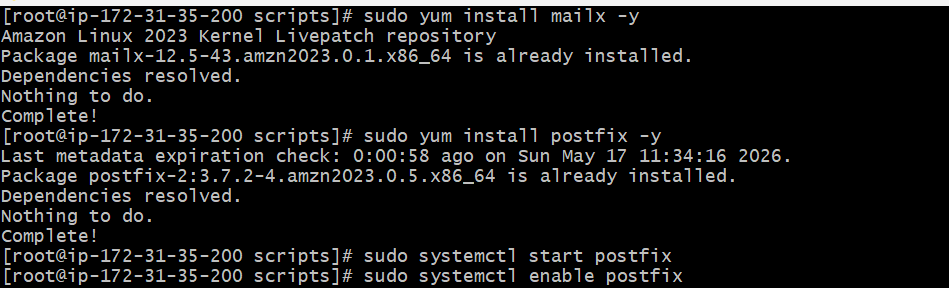 [root@ip-172-31-35-200 scripts]# sudo yum install mailx -y
Amazon Linux 2023 Kernel Livepatch repository
Package mailx-12.5-43.amzn2023.0.1.x86_64 is already installed.
Dependencies resolved.
Nothing to do.
Complete!
[root@ip-172-31-35-200 scripts]# sudo yum install postfix -y
Last metadata expiration check: 0:00:58 ago on Sun May 17 11:34:16 2026.
Package postfix-2:3.7.2-4.amzn2023.0.5.x86_64 is already installed.
Dependencies resolved.
Nothing to do.
Complete!
[root@ip-172-31-35-200 scripts]# sudo systemctl start postfix
[root@ip-172-31-35-200 scripts]# sudo systemctl enable postfix